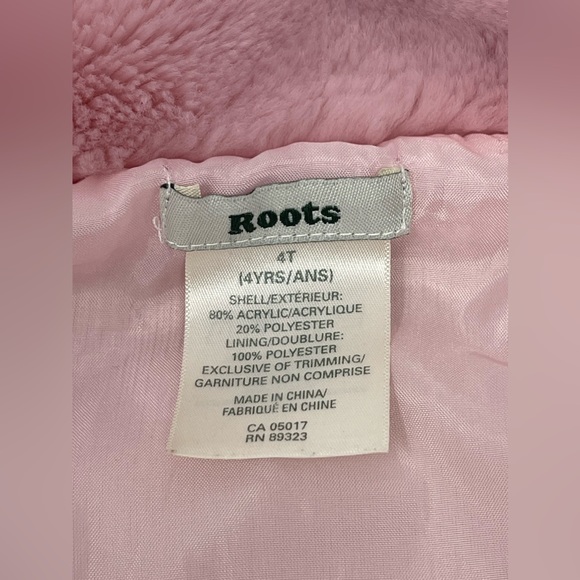 Roots
4T
(4YRS/ANS)
SHELL/EXTÉRIEUR:
80% ACRYLIC/ACRYLIQUE
20% POLYESTER
LINING/DOUBLURE:
100% POLYESTER
EXCLUSIVE OF TRIMMING/
GARNITURE NON COMPRISE
MADE IN CHINA/
FABRIQUÉ EN CHINE
CA 05017
RN 89323